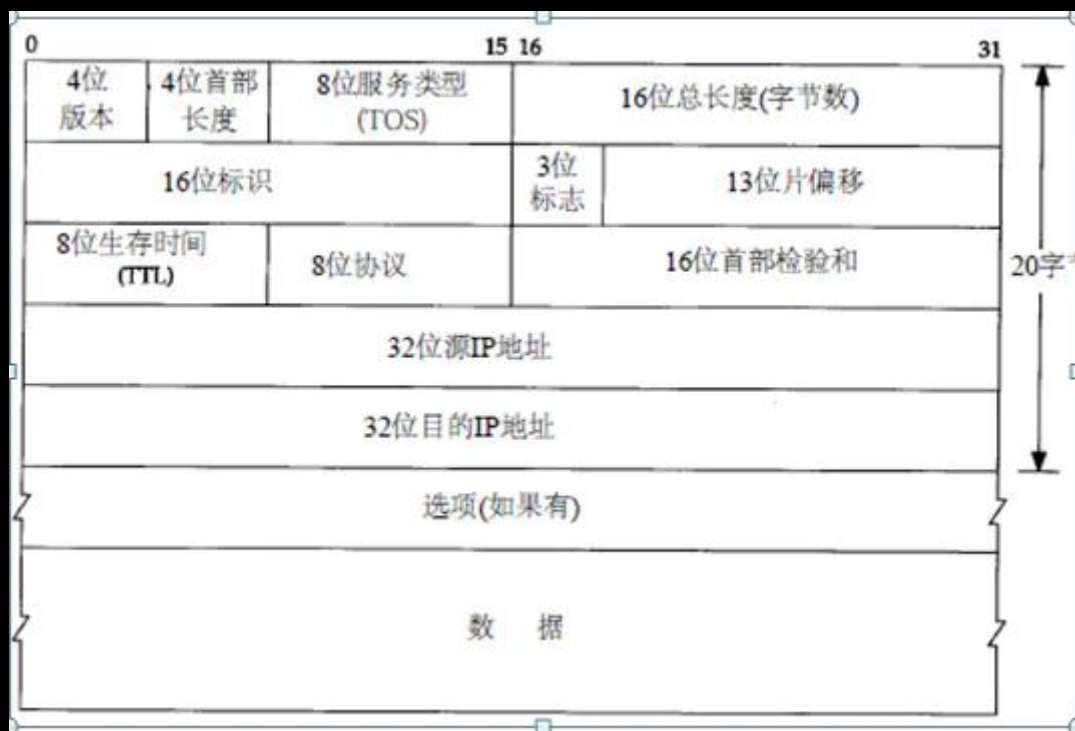 0 15 16 31
4位 4位首部 8位服务类型 16位总长度(字节数)
版本 长度 (TOS)
16位标识 3位 13位片偏移
标志
8位生存时间 8位协议 16位首部检验和
(TTL)
20字
32位源IP地址
32位目的IP地址
选项(如果有)
数 据